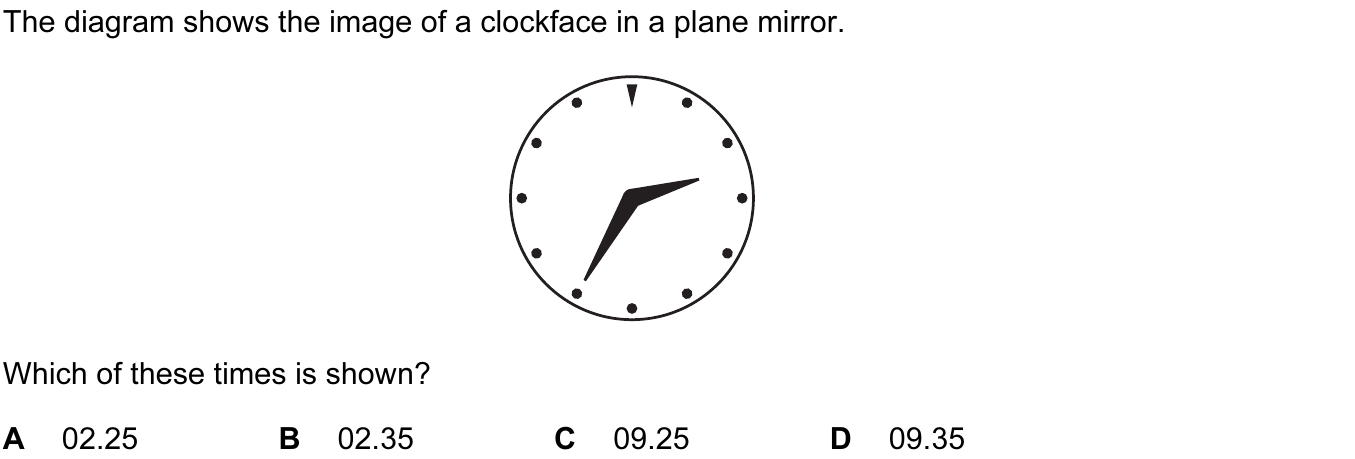 The diagram shows the image of a clockface in a plane mirror.
Which of these times is shown?
A 02.25 B 02.35 C 09.25 D 09.35